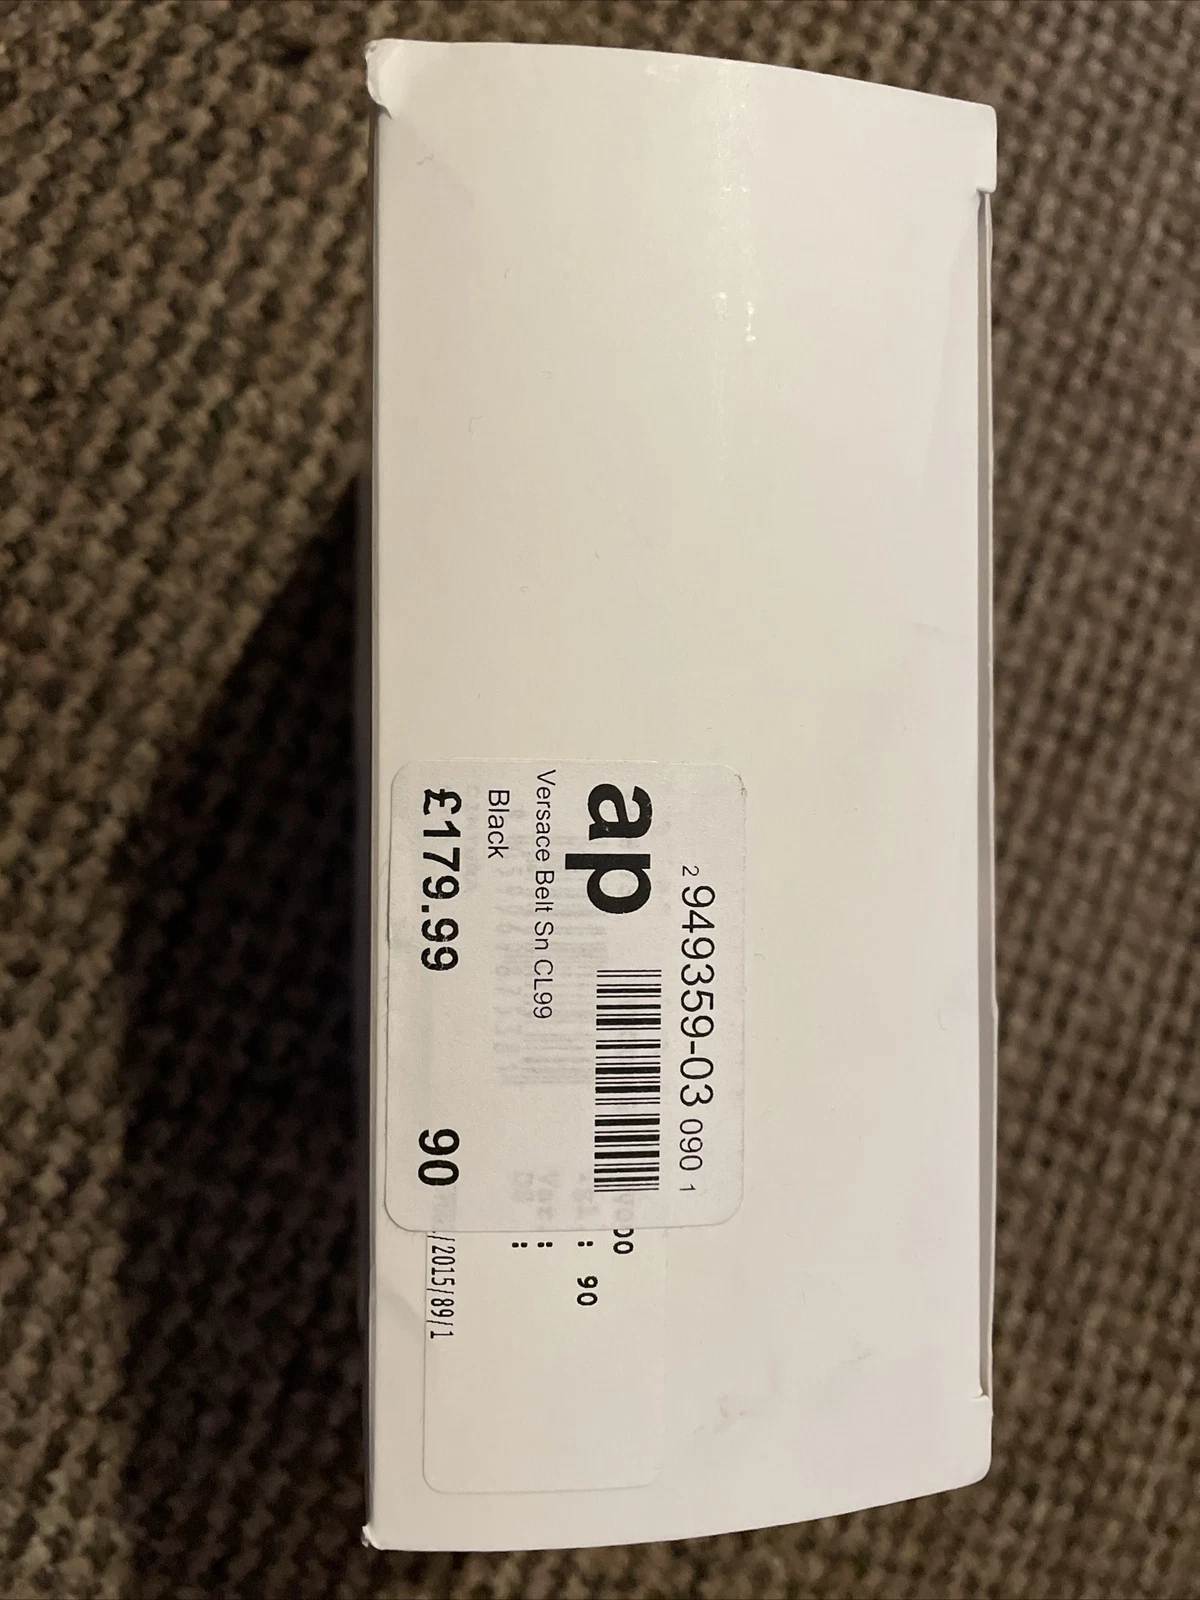 2 949359-03 090 1
ap
Versace Belt Sn CL99
Black
£179.99 90
: 90
:
:
/2015/89/1